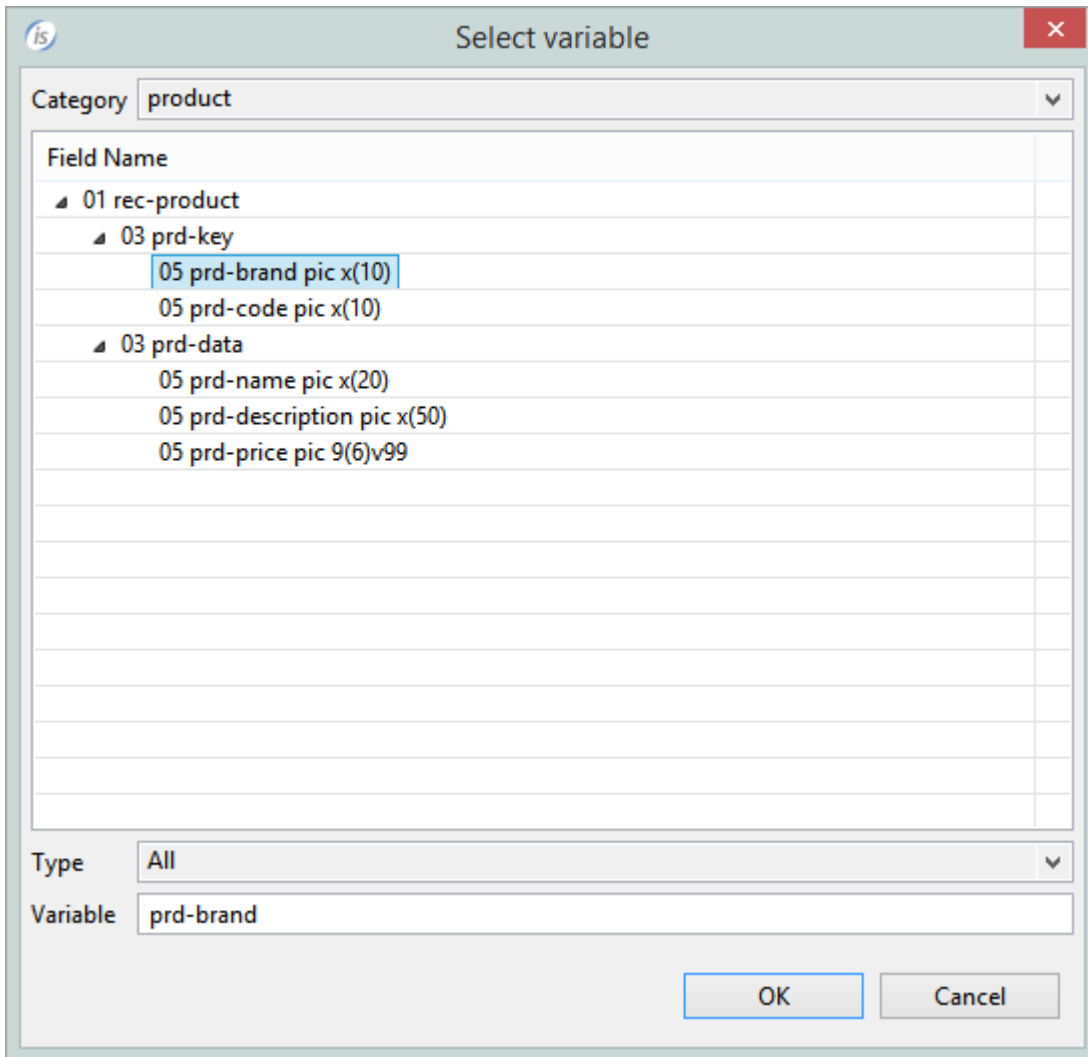 is
Select variable
Category product
Field Name
01 rec-product
03 prd-key
05 prd-brand pic x(10)
05 prd-code pic x(10)
03 prd-data
05 prd-name pic x(20)
05 prd-description pic x(50)
05 prd-price pic 9(6)v99
Type All
Variable prd-brand
OK Cancel